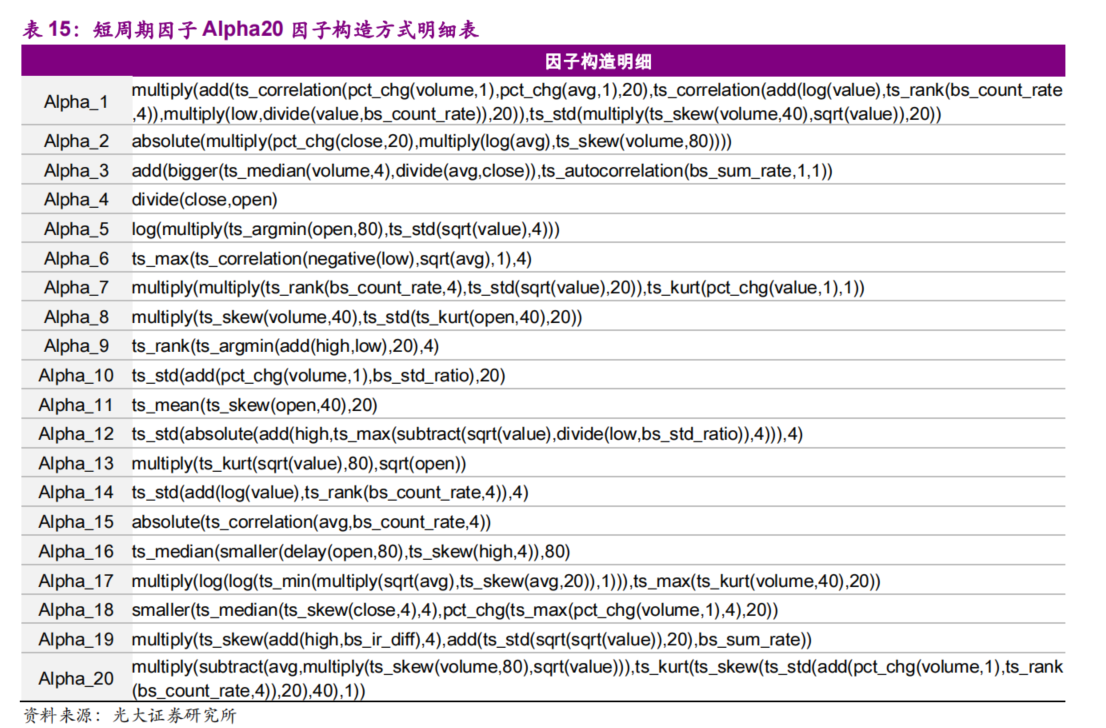 表 15：短周期因子 Alpha20 因子构造方式明细表
因子构造明细
Alpha_1 multiply(add(ts_correlation(pct_chg(volume,1),pct_chg(avg,1),20),ts_correlation(add(log(value),ts_rank(bs_count_rate
,4)),multiply(low,divide(value,bs_count_rate)),20)),ts_std(multiply(ts_skew(volume,40),sqrt(value)),20))
Alpha_2 absolute(multiply(pct_chg(close,20),multiply(log(avg),ts_skew(volume,80))))
Alpha_3 add(bigger(ts_median(volume,4),divide(avg,close)),ts_autocorrelation(bs_sum_rate,1,1))
Alpha_4 divide(close,open)
Alpha_5 log(multiply(ts_argmin(open,80),ts_std(sqrt(value),4)))
Alpha_6 ts_max(ts_correlation(negative(low),sqrt(avg),1),4)
Alpha_7 multiply(multiply(ts_rank(bs_count_rate,4),ts_std(sqrt(value),20)),ts_kurt(pct_chg(value,1),1))
Alpha_8 multiply(ts_skew(volume,40),ts_std(ts_kurt(open,40),20))
Alpha_9 ts_rank(ts_argmin(add(high,low),20),4)
Alpha_10 ts_std(add(pct_chg(volume,1),bs_std_ratio),20)
Alpha_11 ts_mean(ts_skew(open,40),20)
Alpha_12 ts_std(absolute(add(high,ts_max(subtract(sqrt(value),divide(low,bs_std_ratio)),4))),4)
Alpha_13 multiply(ts_kurt(sqrt(value),80),sqrt(open))
Alpha_14 ts_std(add(log(value),ts_rank(bs_count_rate,4)),4)
Alpha_15 absolute(ts_correlation(avg,bs_count_rate,4))
Alpha_16 ts_median(smaller(delay(open,80),ts_skew(high,4)),80)
Alpha_17 multiply(log(log(ts_min(multiply(sqrt(avg),ts_skew(avg,20)),1))),ts_max(ts_kurt(volume,40),20))
Alpha_18 smaller(ts_median(ts_skew(close,4),4),pct_chg(ts_max(pct_chg(volume,1),4),20))
Alpha_19 multiply(ts_skew(add(high,bs_ir_diff),4),add(ts_std(sqrt(sqrt(value)),20),bs_sum_rate))
Alpha_20 multiply(subtract(avg,multiply(ts_skew(volume,80),sqrt(value))),ts_kurt(ts_skew(ts_std(add(pct_chg(volume,1),ts_rank
(bs_count_rate,4)),20),40),1))
资料来源：光大证券研究所